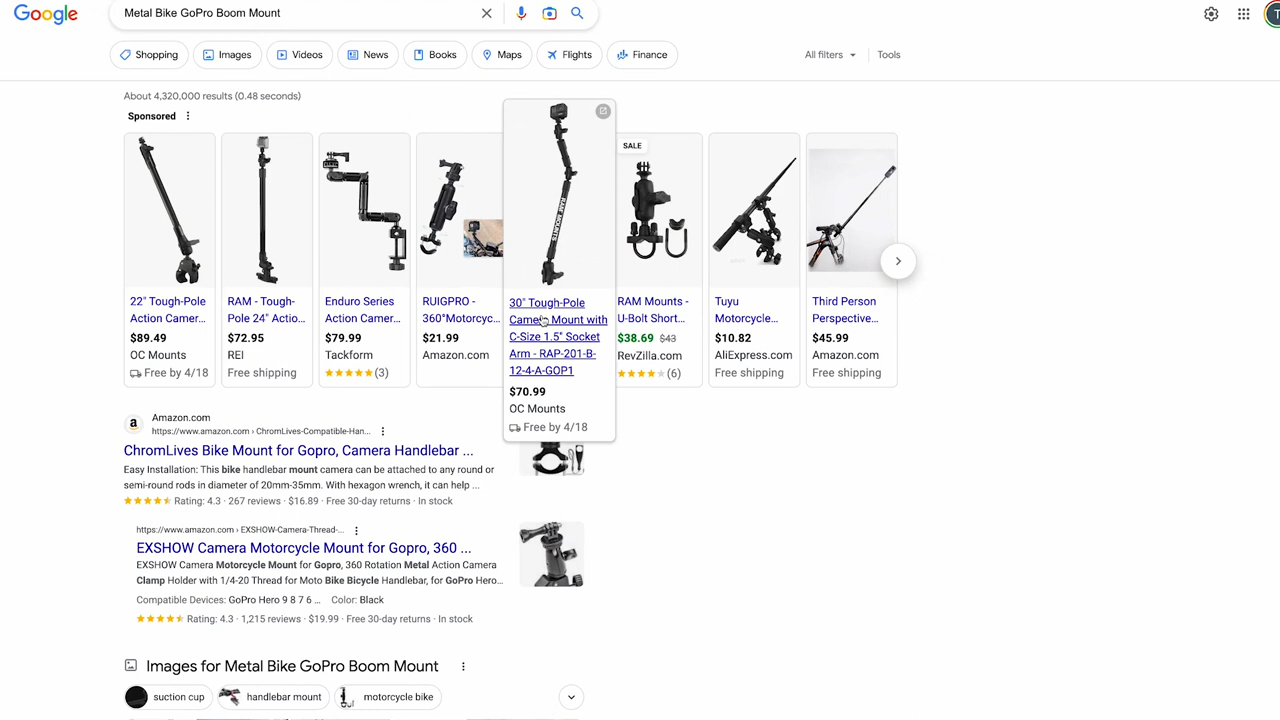 Google
Metal Bike GoPro Boom Mount
T
Shopping
Images
Videos
News
Books
Maps
Flights
Finance
All filters
Tools
About 4,320,000 results (0.48 seconds)
Sponsored
22" Tough-Pole
Action Camer...
$89.49
OC Mounts
Free by 4/18
RAM - Tough-
Pole 24" Actio...
$72.95
REI
Free shipping
Enduro Series
Action Camer...
$79.99
Tackform
(3)
RUIGPRO -
360°Motorcyc...
$21.99
Amazon.com
RAM MOUNTS
30" Tough-Pole
Camera Mount with
C-Size 1.5" Socket
Arm - RAP-201-B-
12-4-A-GOP1
$70.99
OC Mounts
Free by 4/18
SALE
RAM Mounts -
U-Bolt Short...
$38.69 $43
RevZilla.com
(6)
Tuyu
Motorcycle...
$10.82
AliExpress.com
Free shipping
Third Person
Perspective...
$45.99
Amazon.com
Free shipping
a
Amazon.com
https://www.amazon.com › ChromLives-Compatible-Han...
ChromLives Bike Mount for Gopro, Camera Handlebar ...
Easy Installation: This bike handlebar mount camera can be attached to any round or
semi-round rods in diameter of 20mm-35mm. With hexagon wrench, it can help ...
Rating: 4.3 · 267 reviews · $16.89 · Free 30-day returns · In stock
https://www.amazon.com › EXSHOW-Camera-Thread-...
EXSHOW Camera Motorcycle Mount for Gopro, 360 ...
EXSHOW Camera Motorcycle Mount for Gopro, 360 Rotation Metal Action Camera
Clamp Holder with 1/4-20 Thread for Moto Bike Bicycle Handlebar, for GoPro Hero...
Compatible Devices: GoPro Hero 9 8 7 6 ... Color: Black
Rating: 4.3 · 1,215 reviews · $19.99 · Free 30-day returns · In stock
Images for Metal Bike GoPro Boom Mount
suction cup
handlebar mount
motorcycle bike